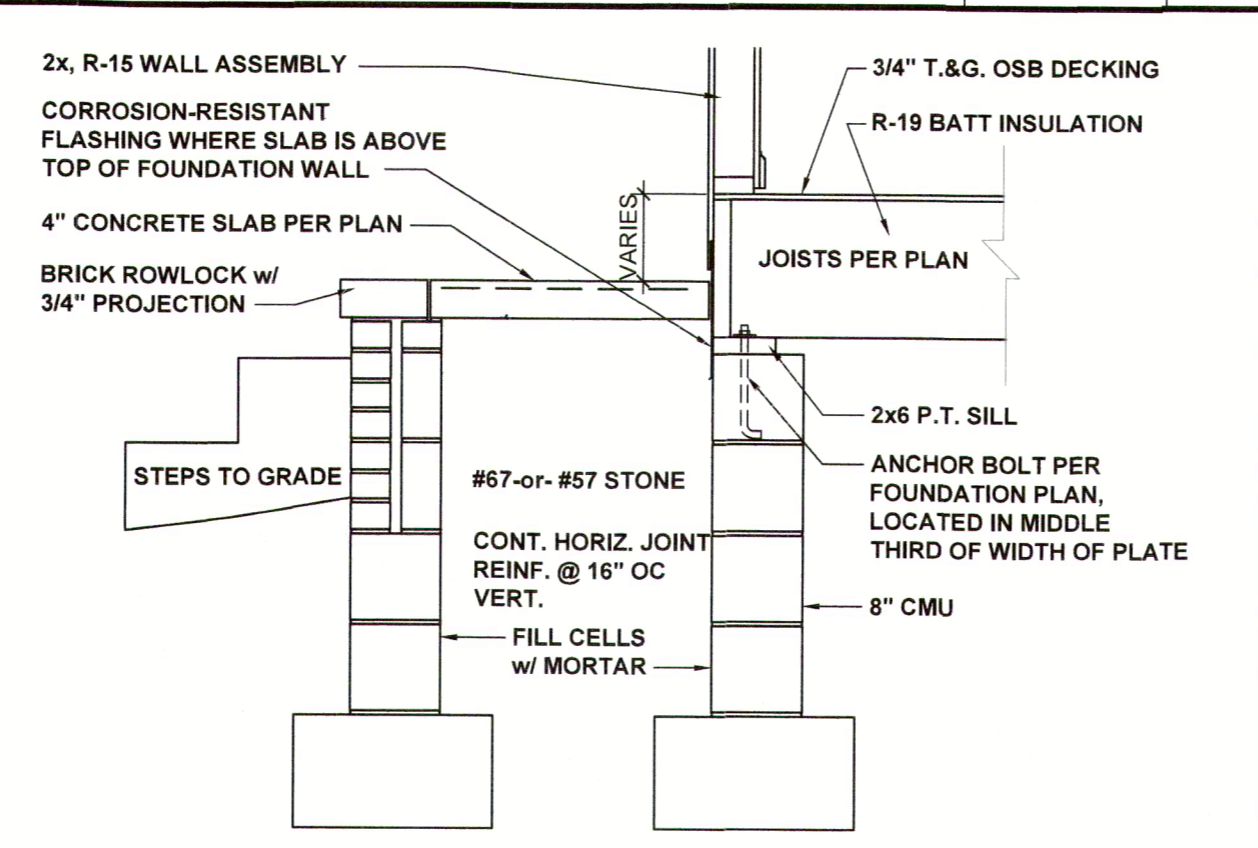 2x, R-15 WALL ASSEMBLY
CORROSION-RESISTANT
FLASHING WHERE SLAB IS ABOVE
TOP OF FOUNDATION WALL
4" CONCRETE SLAB PER PLAN
BRICK ROWLOCK w/
3/4" PROJECTION
STEPS TO GRADE
VARIES
3/4" T.&G. OSB DECKING
R-19 BATT INSULATION
JOISTS PER PLAN
2x6 P.T. SILL
ANCHOR BOLT PER
FOUNDATION PLAN,
LOCATED IN MIDDLE
THIRD OF WIDTH OF PLATE
8" CMU
#67-or- #57 STONE
CONT. HORIZ. JOINT
REINF. @ 16" OC
VERT.
FILL CELLS
w/ MORTAR